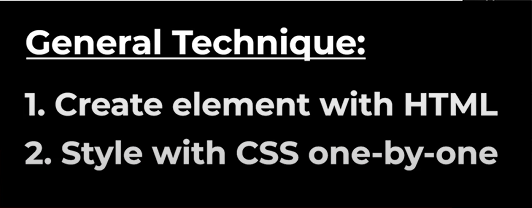 General Technique:
1. Create element with HTML
2. Style with CSS one-by-one